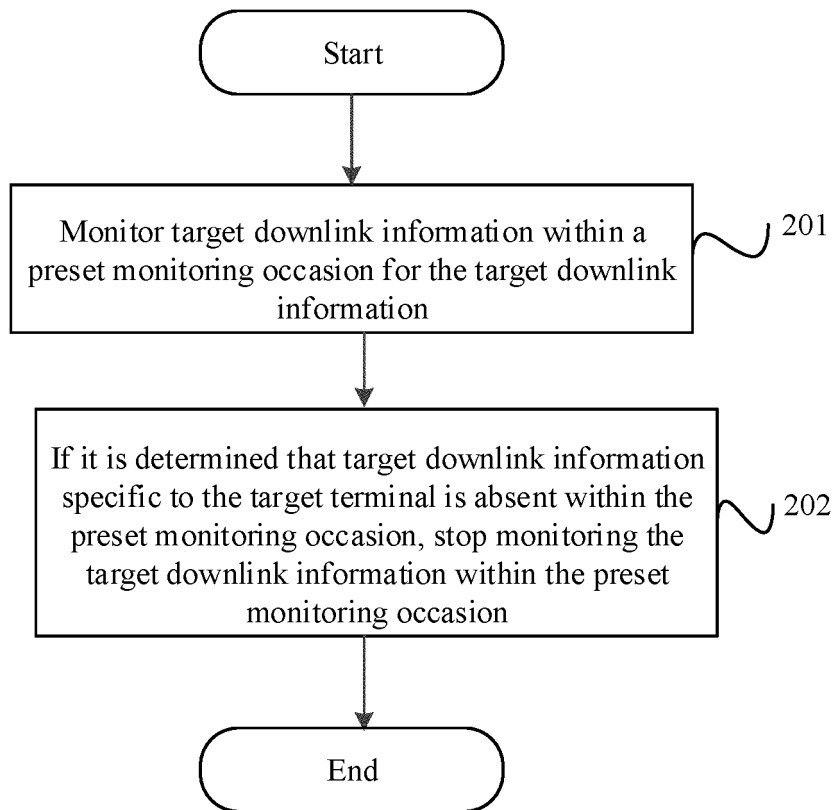 Start
Monitor target downlink information within a
preset monitoring occasion for the target downlink
information
201
If it is determined that target downlink information
specific to the target terminal is absent within the
preset monitoring occasion, stop monitoring the
target downlink information within the preset
monitoring occasion
202
End